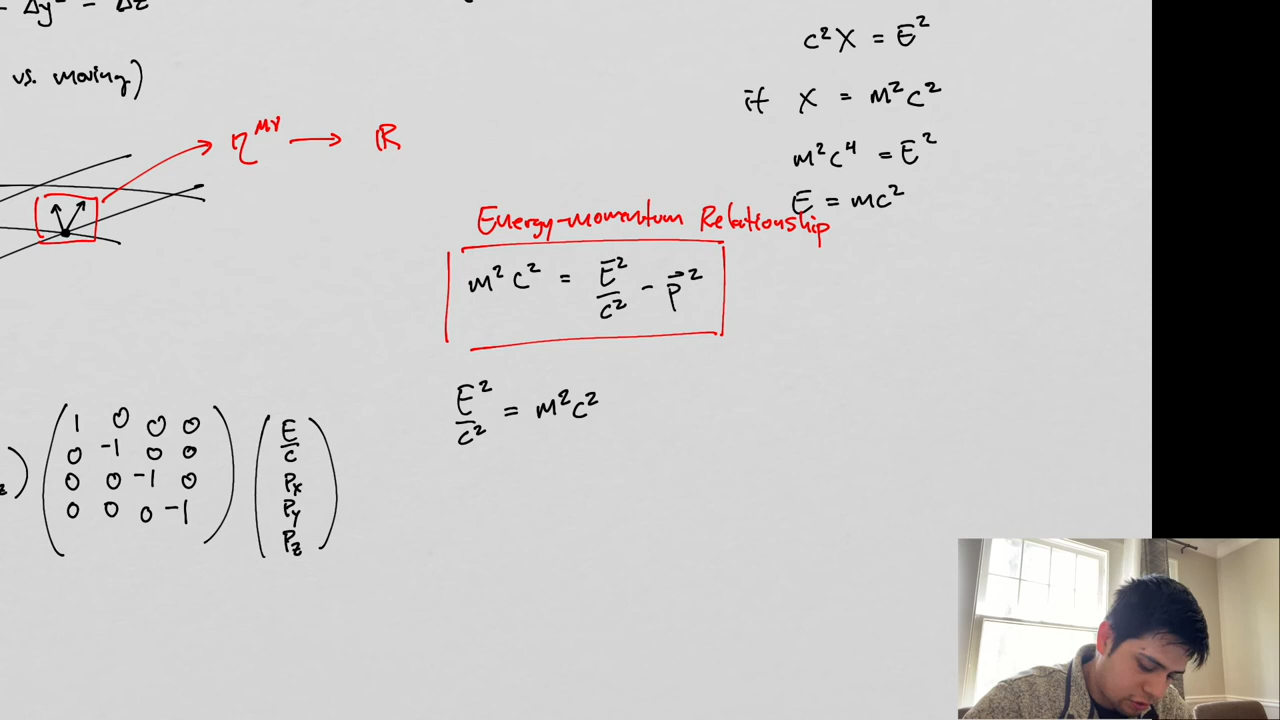 - Δy² - Δz
vs. moving)
η^μν → ℝ
c²X = E²
if X = m²c²
m²c⁴ = E²
E = mc²
Energy-momentum Relationship
m²c² = E²/c² - p⃗²
E²/c² = m²c²
z) (1 0 0 0) (E/c)
0 -1 0 0 Px
0 0 -1 0 Py
0 0 0 -1 Pz